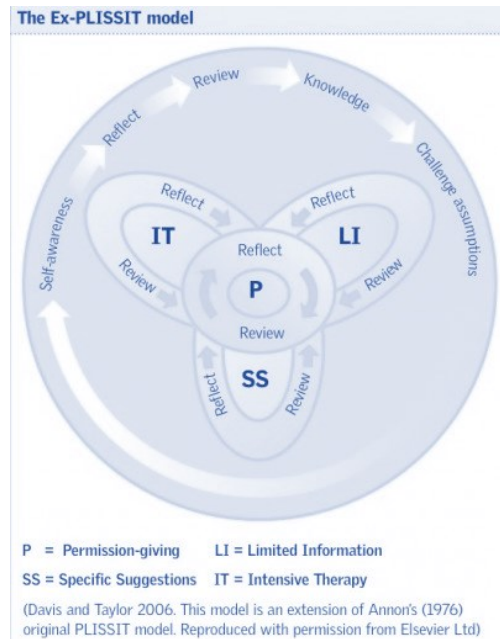 The Ex-PLISSIT model
Self-awareness
Reflect
Review
Knowledge
Challenge assumptions
Reflect
IT
Review
Reflect
LI
Review
Reflect
P
Review
Reflect
SS
Review
P = Permission-giving LI = Limited Information
SS = Specific Suggestions IT = Intensive Therapy
(Davis and Taylor 2006. This model is an extension of Annon's (1976)
original PLISSIT model. Reproduced with permission from Elsevier Ltd)